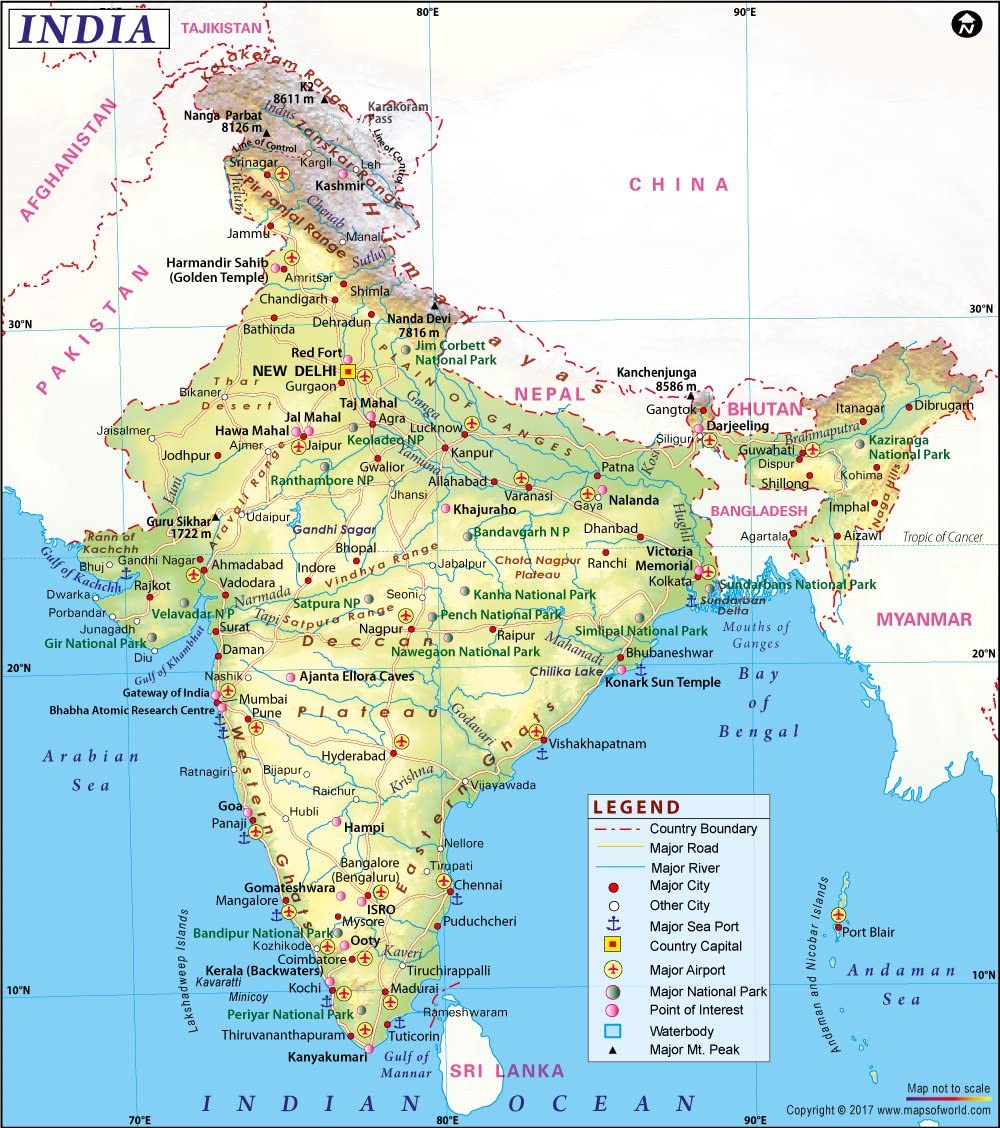 INDIA
TAJIKISTAN
80°E
90°E
N
Karakoram Range
K2
8611 m
Karakoram
Pass
Nanga Parbat
8126 m
Indus
Zanskar Range
Line of Control
Line of Control
AFGHANISTAN
Srinagar
Kargil
Leh
Kashmir
CHINA
Jhelum
Pir Panjal Range
Chenab
Jammu
Manali
Himalayas
Sutluj
Harmandir Sahib
(Golden Temple)
Amritsar
Shimla
Chandigarh
PAKISTAN
30°N
Bathinda
Dehradun
Nanda Devi
7816 m
30°N
Jim Corbett
National Park
Red Fort
NEW DELHI
Gurgaon
PLAIN OF GANGES
Kanchenjunga
8586 m
NEPAL
Thar
Desert
Bikaner
Taj Mahal
Agra
Ganga
Gangtok
BHUTAN
Itanagar
Dibrugarh
Jal Mahal
Hawa Mahal
Jaipur
Keoladeo NP
Lucknow
Darjeeling
Siliguri
Brahmaputra
Kaziranga
National Park
Jaisalmer
Ajmer
Jodhpur
Kanpur
Yamuna
Kosi
Guwahati
Dispur
Gwalior
Patna
Shillong
Kohima
Ranthambore NP
Allahabad
Varanasi
Gaya
Nalanda
Luni
Aravali Range
Jhansi
Naga Hills
Imphal
Guru Sikhar
1722 m
Udaipur
Gandhi Sagar
Khajuraho
Hughli
BANGLADESH
Bandavgarh N P
Dhanbad
Rann of
Kachchh
Agartala
Aizawl
Tropic of Cancer
Gandhi Nagar
Bhopal
Vindhya Range
Chota Nagpur
Plateau
Ranchi
Victoria
Memorial
Kolkata
Gulf of Kachchh
Bhuj
Ahmadabad
Indore
Jabalpur
Rajkot
Vadodara
Sundarbans National Park
Sundarban
Delta
Dwarka
Narmada
Satpura NP
Seoni
Kanha National Park
Porbandar
Velavadar N P
Tapi
Satpura Range
Pench National Park
MYANMAR
Junagadh
Surat
Nagpur
Raipur
Simlipal National Park
Mouths of
Ganges
Gir National Park
Deccan
Mahanadi
Nawegaon National Park
Diu
Gulf of Khambhat
Daman
Bhubaneshwar
20°N
20°N
Nashik
Ajanta Ellora Caves
Chilika Lake
Konark Sun Temple
Bay
of
Bengal
Gateway of India
Mumbai
Bhabha Atomic Research Centre
Pune
Plateau
Godavari
Arabian
Sea
Western Ghats
Eastern Ghats
Hyderabad
Vishakhapatnam
Ratnagiri
Bijapur
Krishna
Vijayawada
Raichur
Goa
Panaji
Hubli
Hampi
Nellore
Bangalore
(Bengaluru)
Tirupati
Gomateshwara
Chennai
Mangalore
ISRO
Mysore
Puduchcheri
Bandipur National Park
Ooty
Kozhikode
Coimbatore
Kaveri
Lakshadweep Islands
Kerala (Backwaters)
Tiruchirappalli
Kavaratti
10°N
Minicoy
Kochi
Madurai
Periyar National Park
Rameshwaram
Thiruvananthapuram
Tuticorin
Kanyakumari
Gulf of
Mannar
SRI LANKA
INDIAN OCEAN
LEGEND
Country Boundary
Major Road
Major River
Major City
Other City
Major Sea Port
Country Capital
Major Airport
Major National Park
Point of Interest
Waterbody
Major Mt. Peak
Andaman and Nicobar Islands
Port Blair
Andaman
Sea
10°N
Map not to scale
Copyright © 2017 www.mapsofworld.com
70°E
80°E
90°E